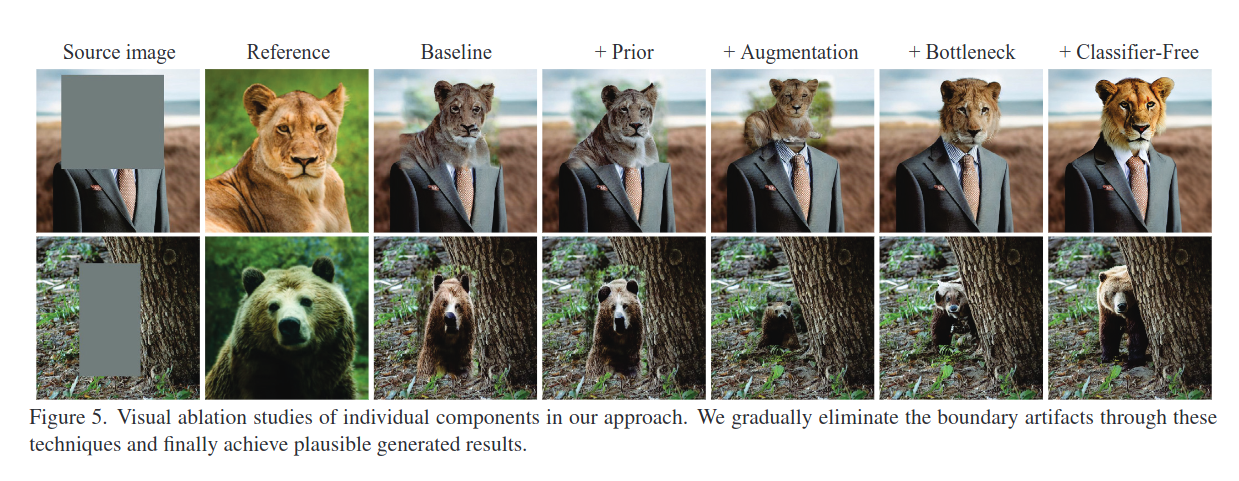 Source image Reference Baseline + Prior + Augmentation + Bottleneck + Classifier-Free
Figure 5. Visual ablation studies of individual components in our approach. We gradually eliminate the boundary artifacts through these
techniques and finally achieve plausible generated results.